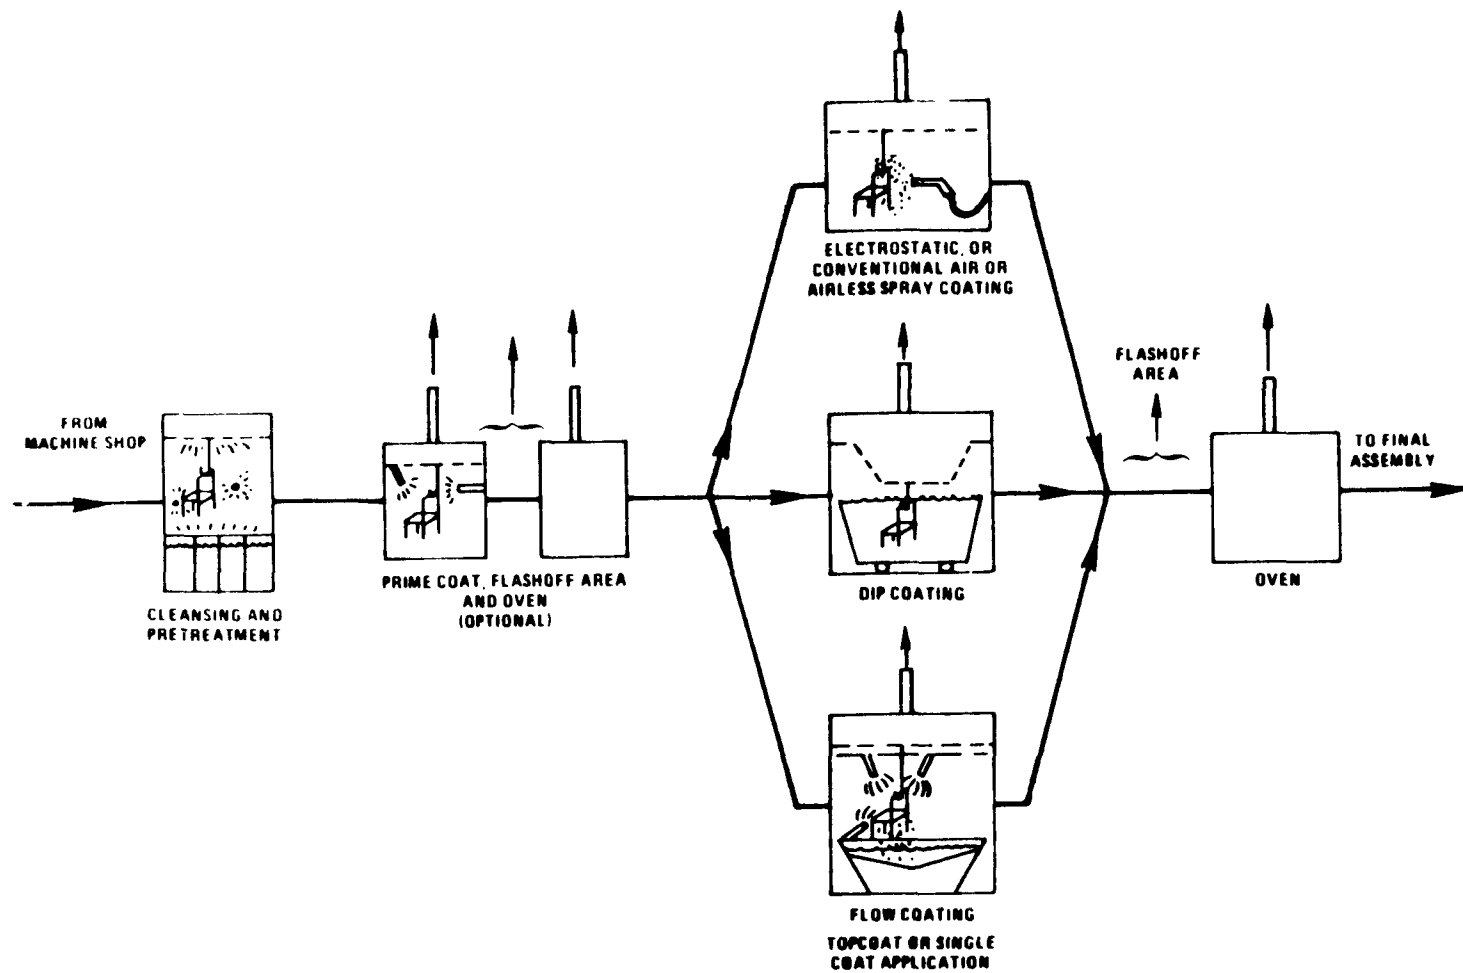 FROM
MACHINE SHOP
CLEANSING AND
PRETREATMENT
PRIME COAT, FLASHOFF AREA
AND OVEN
(OPTIONAL)
ELECTROSTATIC, OR
CONVENTIONAL AIR OR
AIRLESS SPRAY COATING
DIP COATING
FLOW COATING
TOPCOAT OR SINGLE
COAT APPLICATION
FLASHOFF
AREA
OVEN
TO FINAL
ASSEMBLY